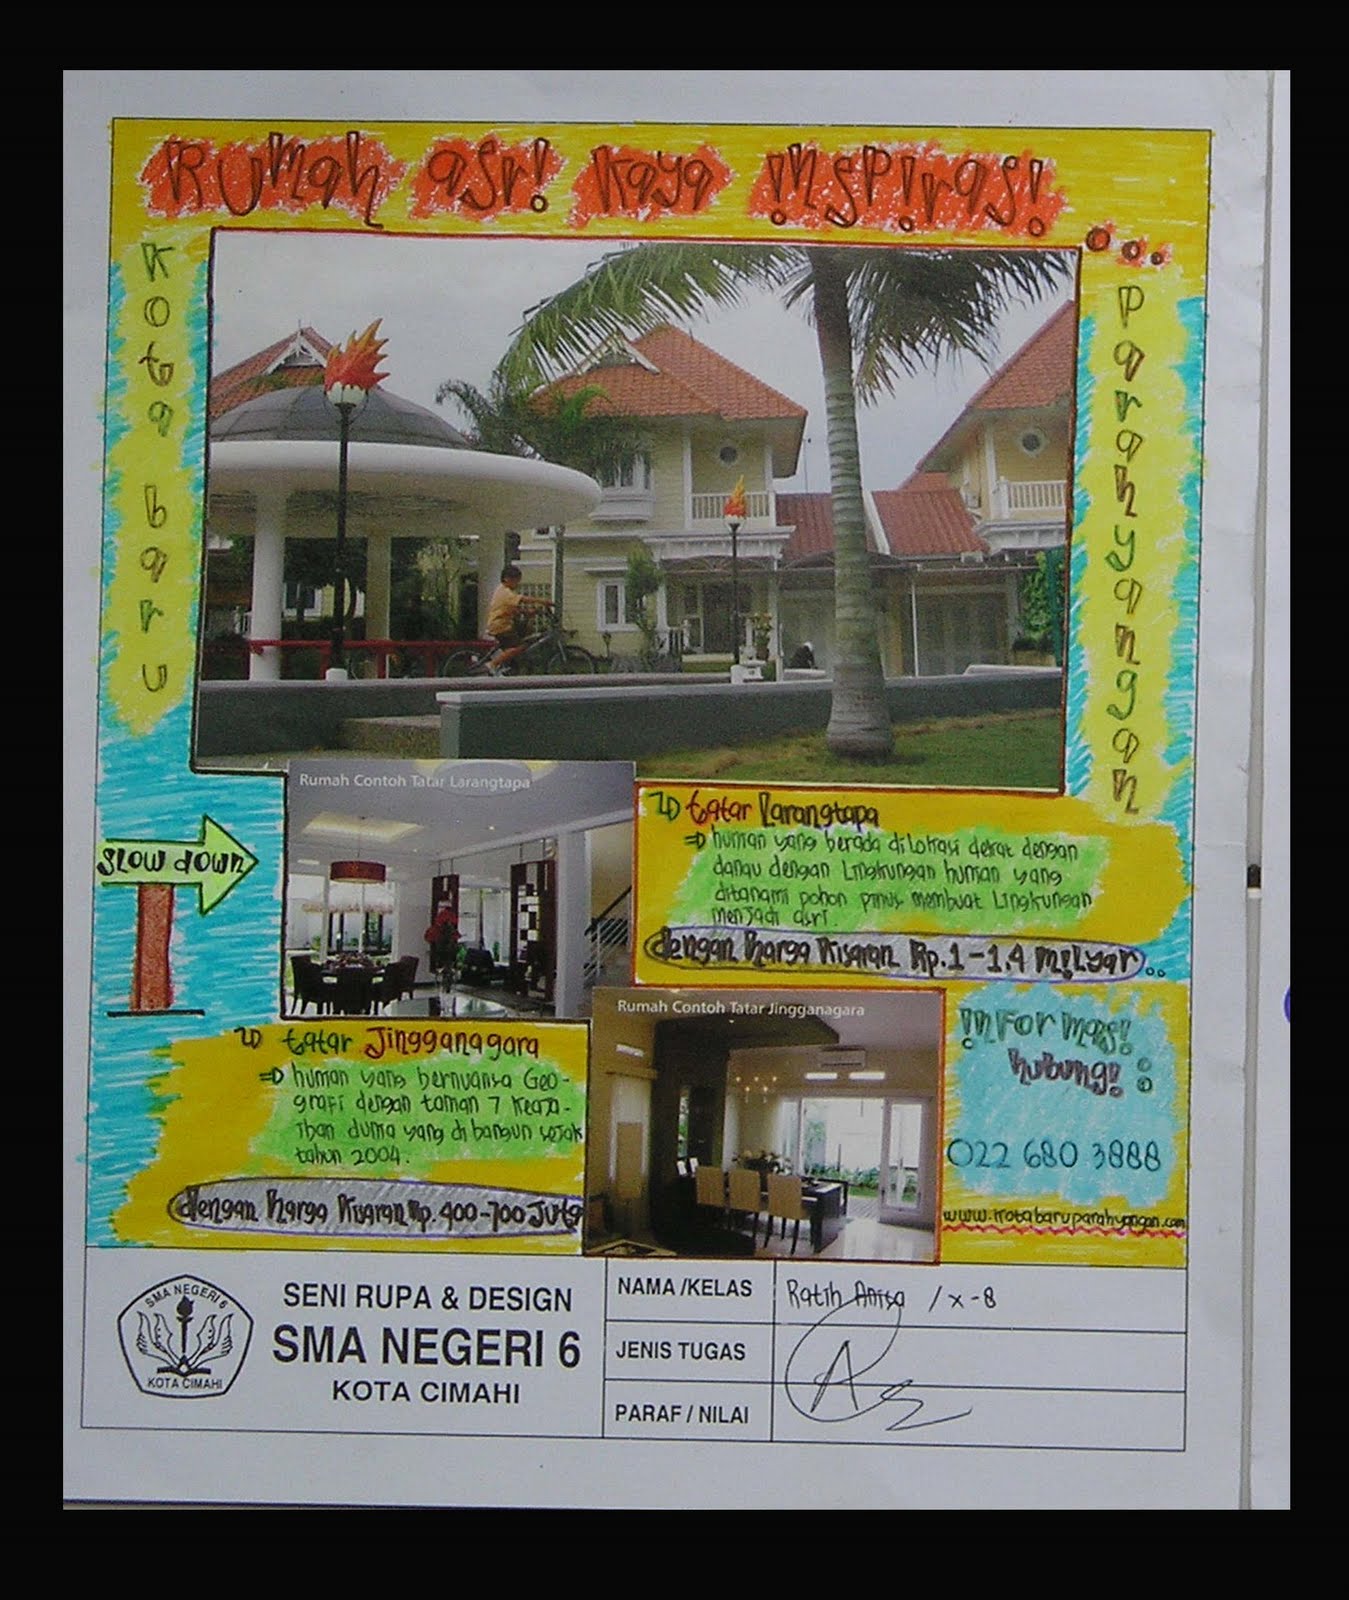 Rumah asri kaya inspirasi...
Kota baru
Parahyangan
Rumah Contoh Tatar Larangtapa
slow down
tatar Larangtapa
hunian yang berada dilokasi dekat dengan
danau dengan Lingkungan hunian yang
ditanami pohon pinus membuat Lingkungan
menjadi asri.
dengan harga kisaran Rp.1-1,4 milyar..
Rumah Contoh Tatar Jingganagara
tatar Jingganagara
hunian yang bernuansa Geo-
grafi dengan taman 7 keaja-
iban dunia yang dibangun sejak
tahun 2004.
dengan harga kisaran Rp. 400-700 Juta
informasi
hubungi :
022 680 3888
www.kotabaruparahyangan.com
SMA NEGERI 6
KOTA CIMAHI
SENI RUPA & DESIGN
SMA NEGERI 6
KOTA CIMAHI
NAMA /KELAS
Ratih Anisa / x-8
JENIS TUGAS
PARAF / NILAI